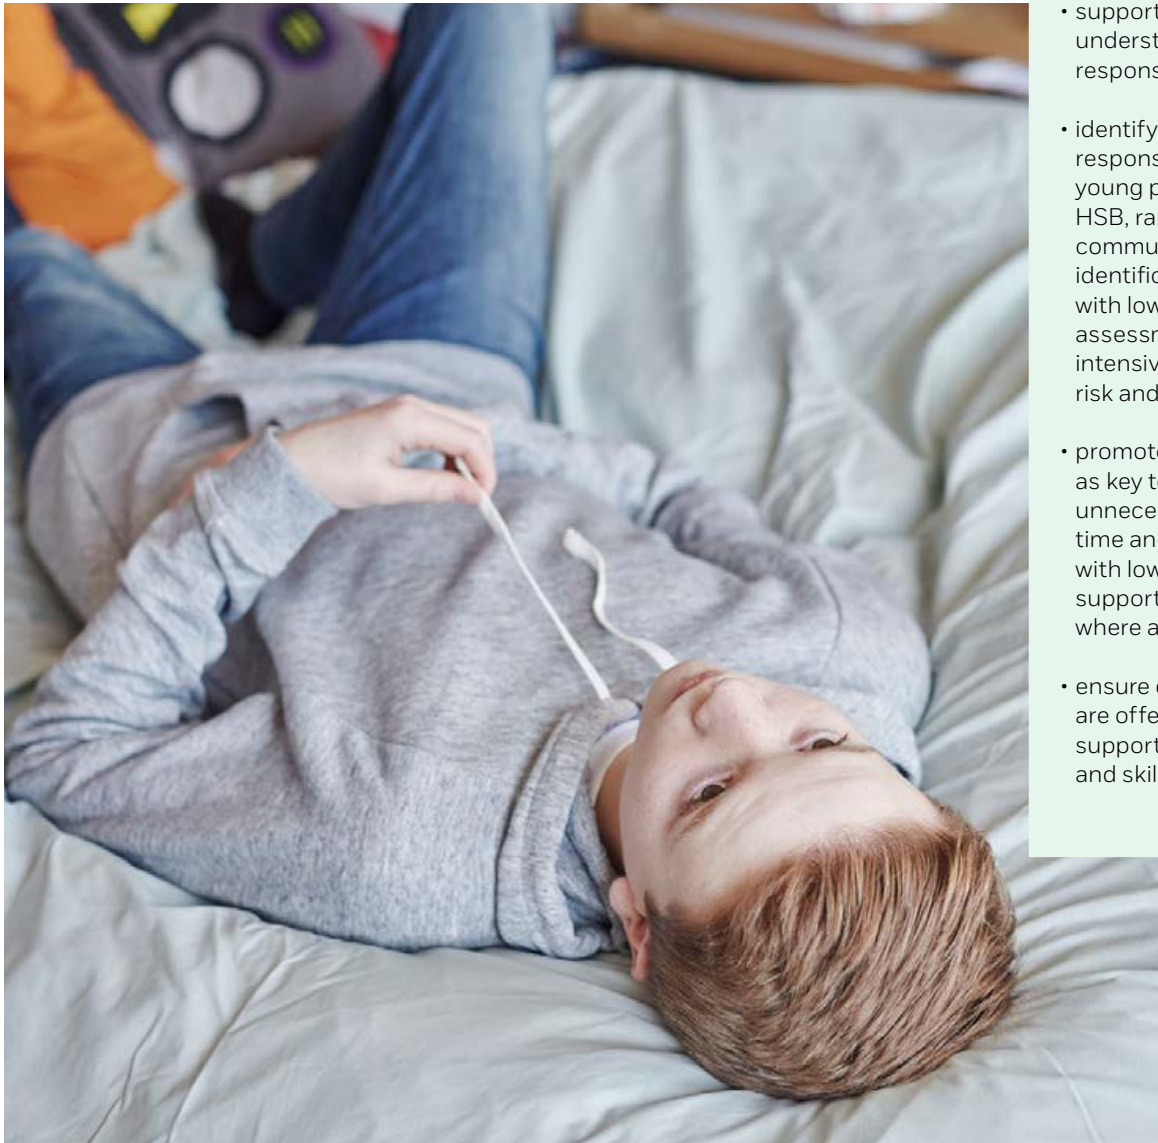 • support
underst
respons
• identify
respons
young p
HSB, ra
commu
identific
with low
assessm
intensiv
risk and
• promote
as key t
unnece
time an
with low
support
where a
• ensure
are offe
support
and skil